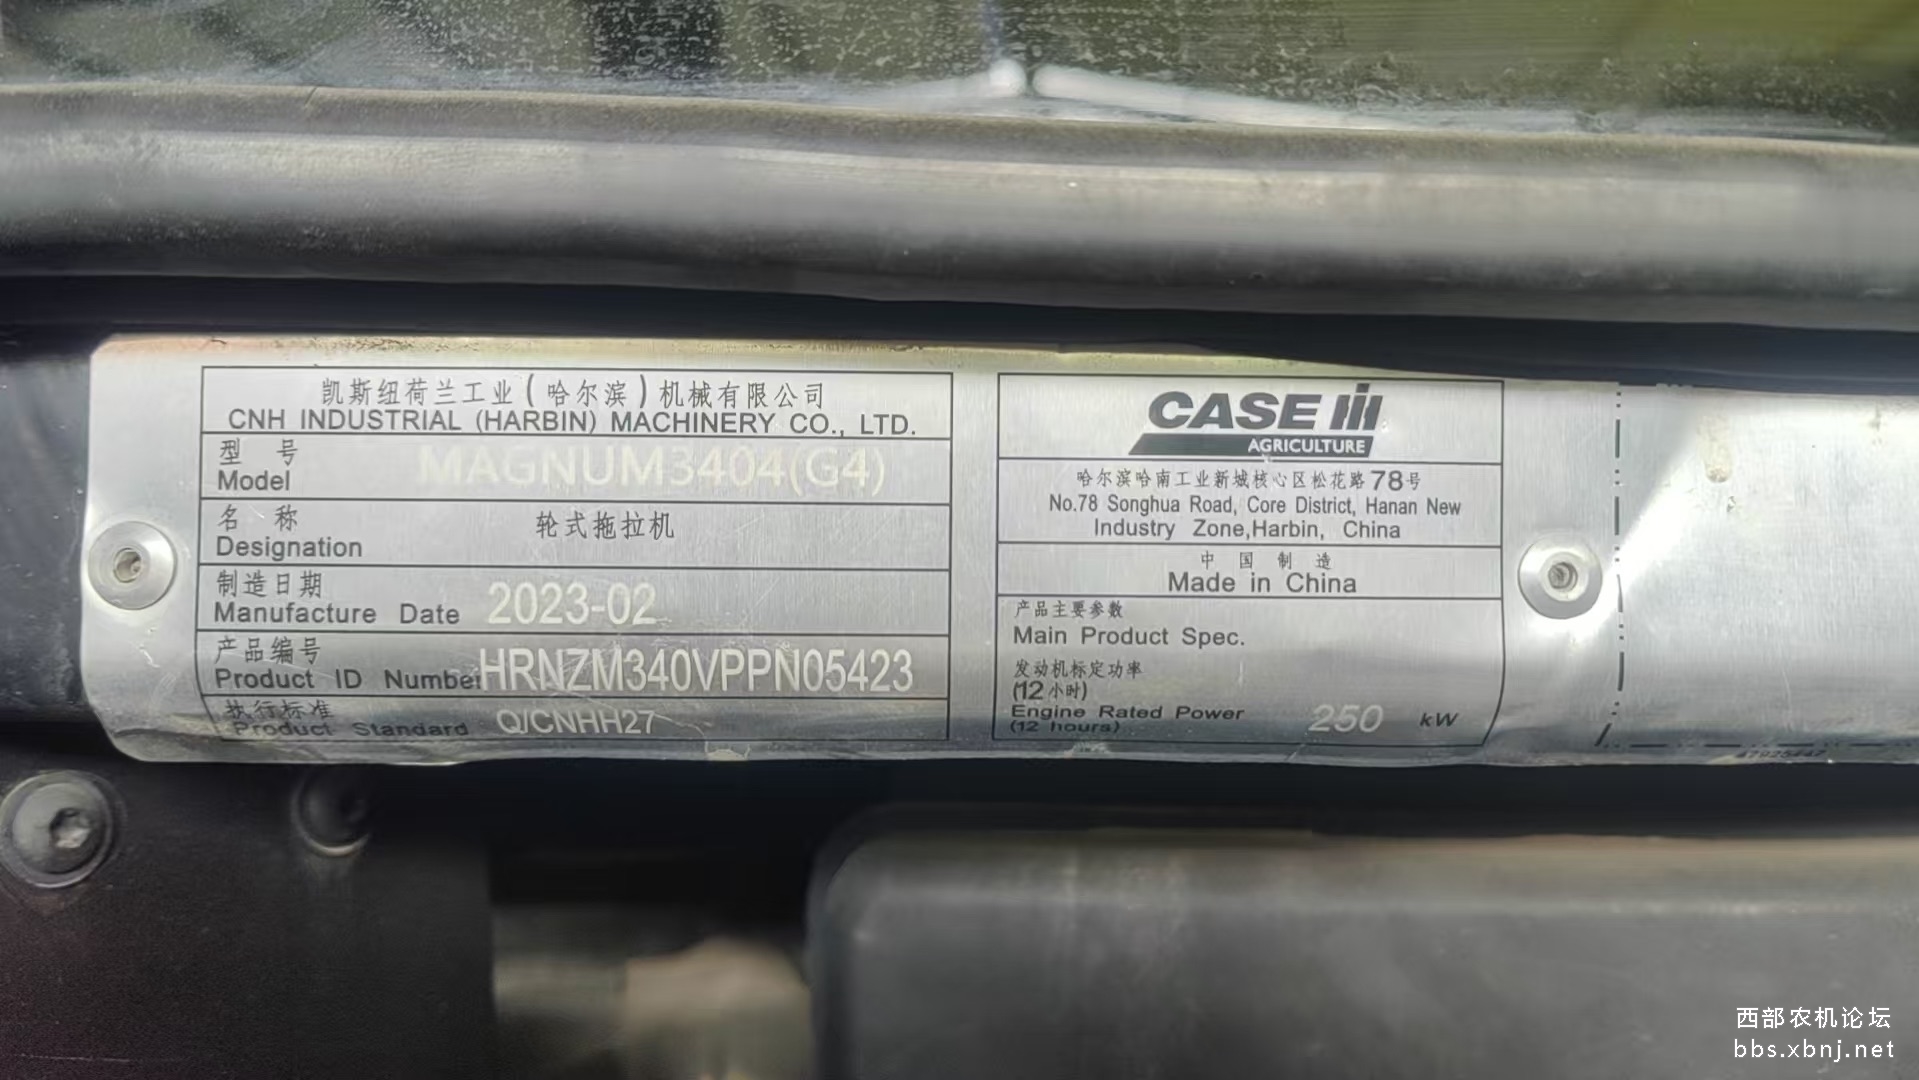 凯斯纽荷兰工业(哈尔滨)机械有限公司
CNH INDUSTRIAL (HARBIN) MACHINERY CO., LTD.
型 号
Model
MAGNUM3404(G4)
名 称
Designation
轮式拖拉机
制造日期
Manufacture Date
2023-02
产品编号
Product ID Number
HRNZM340VPPN05423
执行标准
Product Standard
Q/CNHH27
CASE IH
AGRICULTURE
哈尔滨哈南工业新城核心区松花路78号
No.78 Songhua Road, Core District, Hanan New
Industry Zone,Harbin, China
中 国 制 造
Made in China
产品主要参数
Main Product Spec.
发动机标定功率
(12小时)
Engine Rated Power
(12 hours)
250 kW
西部农机论坛
bbs.xbnj.net